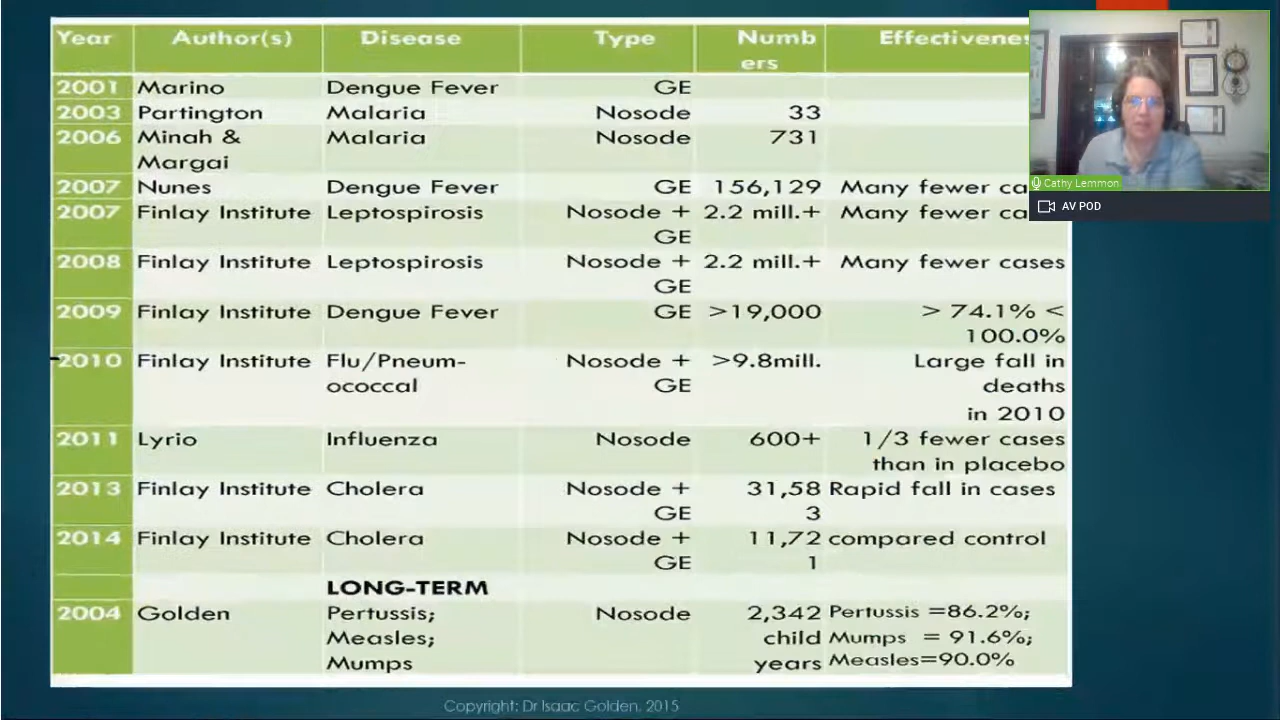 Year Author(s) Disease Type Numb Effectivenes
ers
2001 Marino Dengue Fever GE
2003 Partington Malaria Nosode 33
2006 Minah & Malaria Nosode 731
Margai
2007 Nunes Dengue Fever GE 156,129 Many fewer ca
2007 Finlay Institute Leptospirosis Nosode + 2.2 mill.+ Many fewer ca
GE
2008 Finlay Institute Leptospirosis Nosode + 2.2 mill.+ Many fewer cases
GE
2009 Finlay Institute Dengue Fever GE >19,000 > 74.1% <
100.0%
2010 Finlay Institute Flu/Pneum- Nosode + >9.8mill. Large fall in
ococcal GE deaths
in 2010
2011 Lyrio Influenza Nosode 600+ 1/3 fewer cases
than in placebo
2013 Finlay Institute Cholera Nosode + 31,58 Rapid fall in cases
GE 3
2014 Finlay Institute Cholera Nosode + 11,72 compared control
GE 1
LONG-TERM
2004 Golden Pertussis; Nosode 2,342 Pertussis =86.2%;
Measles; child Mumps = 91.6%;
Mumps years Measles=90.0%
Copyright: Dr Isaac Golden, 2015
Cathy Lemmon
AV POD